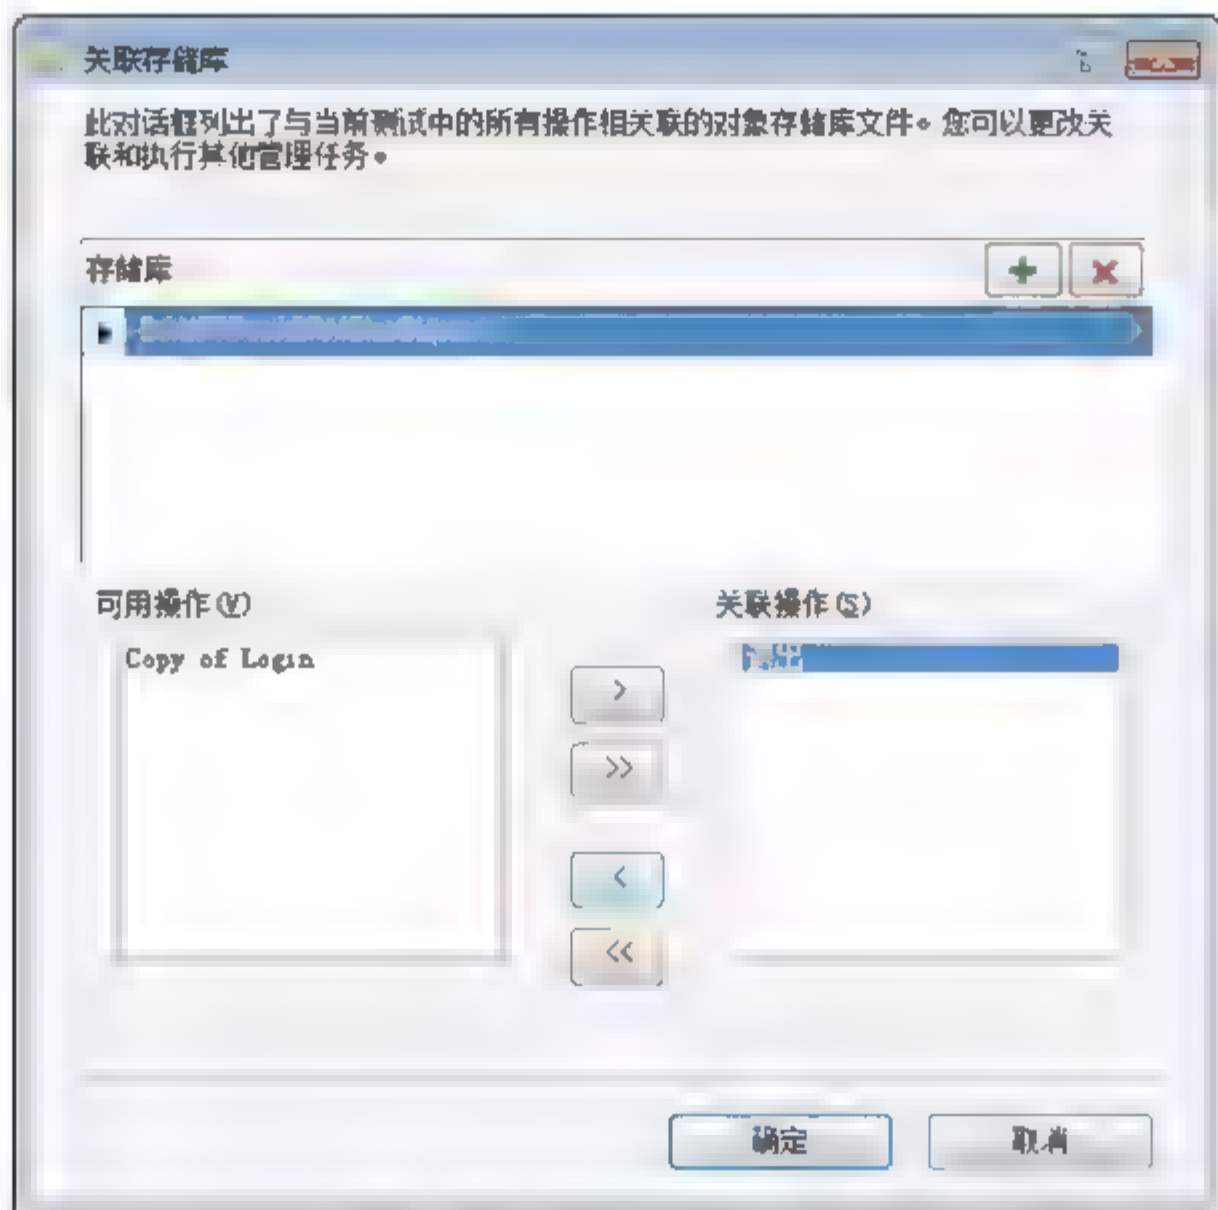 关联存储库
此对话框列出了与当前测试中的所有操作相关联的对象存储库文件。您可以更改关
联和执行其他管理任务。
存储库
可用操作(V)
关联操作(S)
Copy of Login
>
>>
<
<<
确定
取消